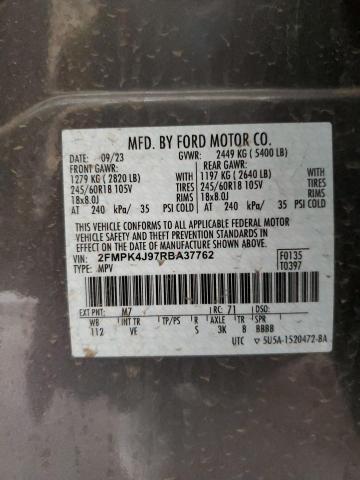 MFD. BY FORD MOTOR CO.
DATE: 09/23 GVWR: 2449 KG ( 5400 LB)
FRONT GAWR: REAR GAWR:
1279 KG ( 2820 LB) WITH 1197 KG ( 2640 LB) WITH
245/60R18 105V TIRES 245/60R18 105V TIRES
18x8.0J RIMS 18x8.0J RIMS
AT 240 kPa/ 35 PSI COLD AT 240 kPa/ 35 PSI COLD
THIS VEHICLE CONFORMS TO ALL APPLICABLE FEDERAL MOTOR
VEHICLE SAFETY AND THEFT PREVENTION STANDARDS IN EFFECT
ON THE DATE OF MANUFACTURE SHOWN ABOVE.
VIN: 2FMPK4J97RBA37762 F0135
TYPE: MPV T0397
EXT PNT: M7 RC: 71 DSO:
WB INT TR TP/PS R AXLE TR SPR
112 VE S 3K 8 BBBB
UTC ▽ 5U5A-1520472-BA